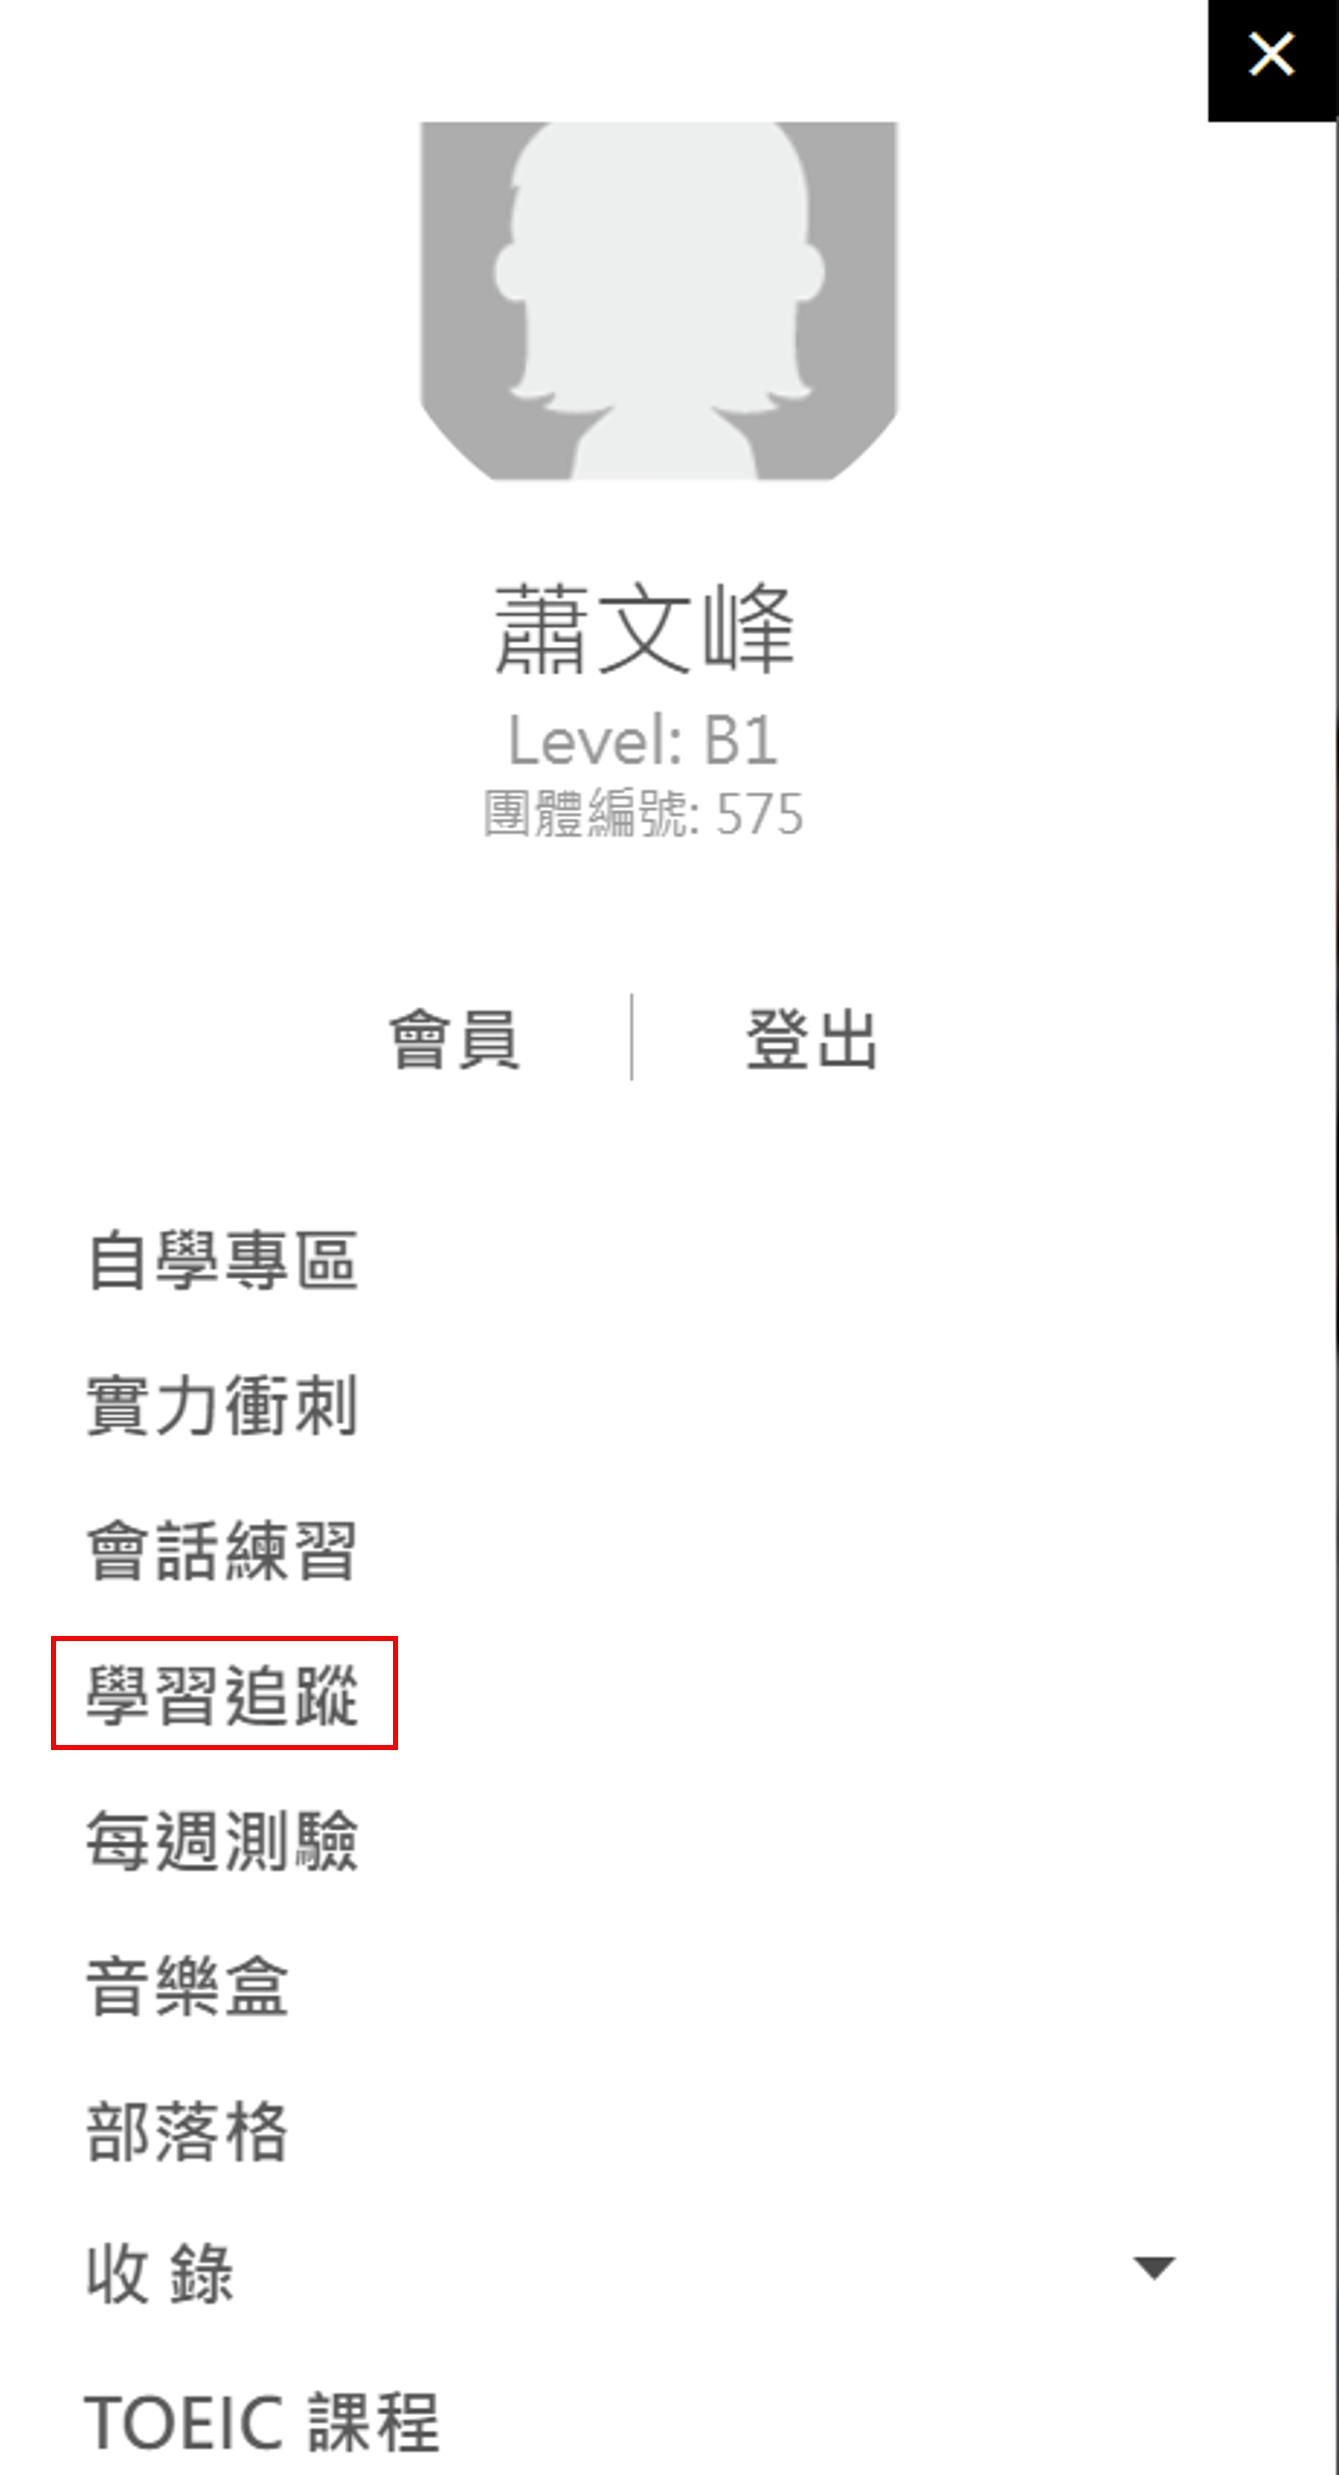 蕭文峰
Level: B1
團體編號: 575
會員
登出
自學專區
實力衝刺
會話練習
學習追蹤
每週測驗
音樂盒
部落格
收 錄
TOEIC 課程